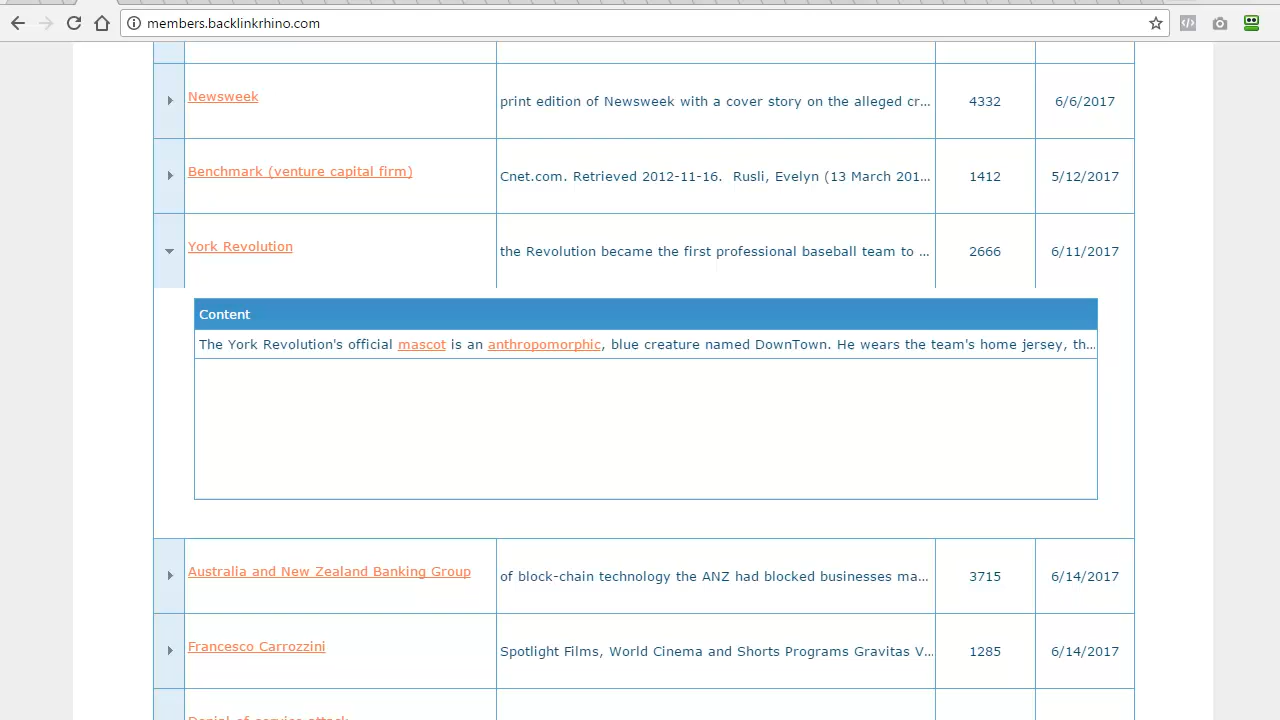 members.backlinkrhino.com
Newsweek print edition of Newsweek with a cover story on the alleged cr... 4332 6/6/2017
Benchmark (venture capital firm) Cnet.com. Retrieved 2012-11-16. Rusli, Evelyn (13 March 201... 1412 5/12/2017
York Revolution the Revolution became the first professional baseball team to ... 2666 6/11/2017
Content
The York Revolution's official mascot is an anthropomorphic, blue creature named DownTown. He wears the team's home jersey, th...
Australia and New Zealand Banking Group of block-chain technology the ANZ had blocked businesses ma... 3715 6/14/2017
Francesco Carrozzini Spotlight Films, World Cinema and Shorts Programs Gravitas V... 1285 6/14/2017
Denial-of-service attack